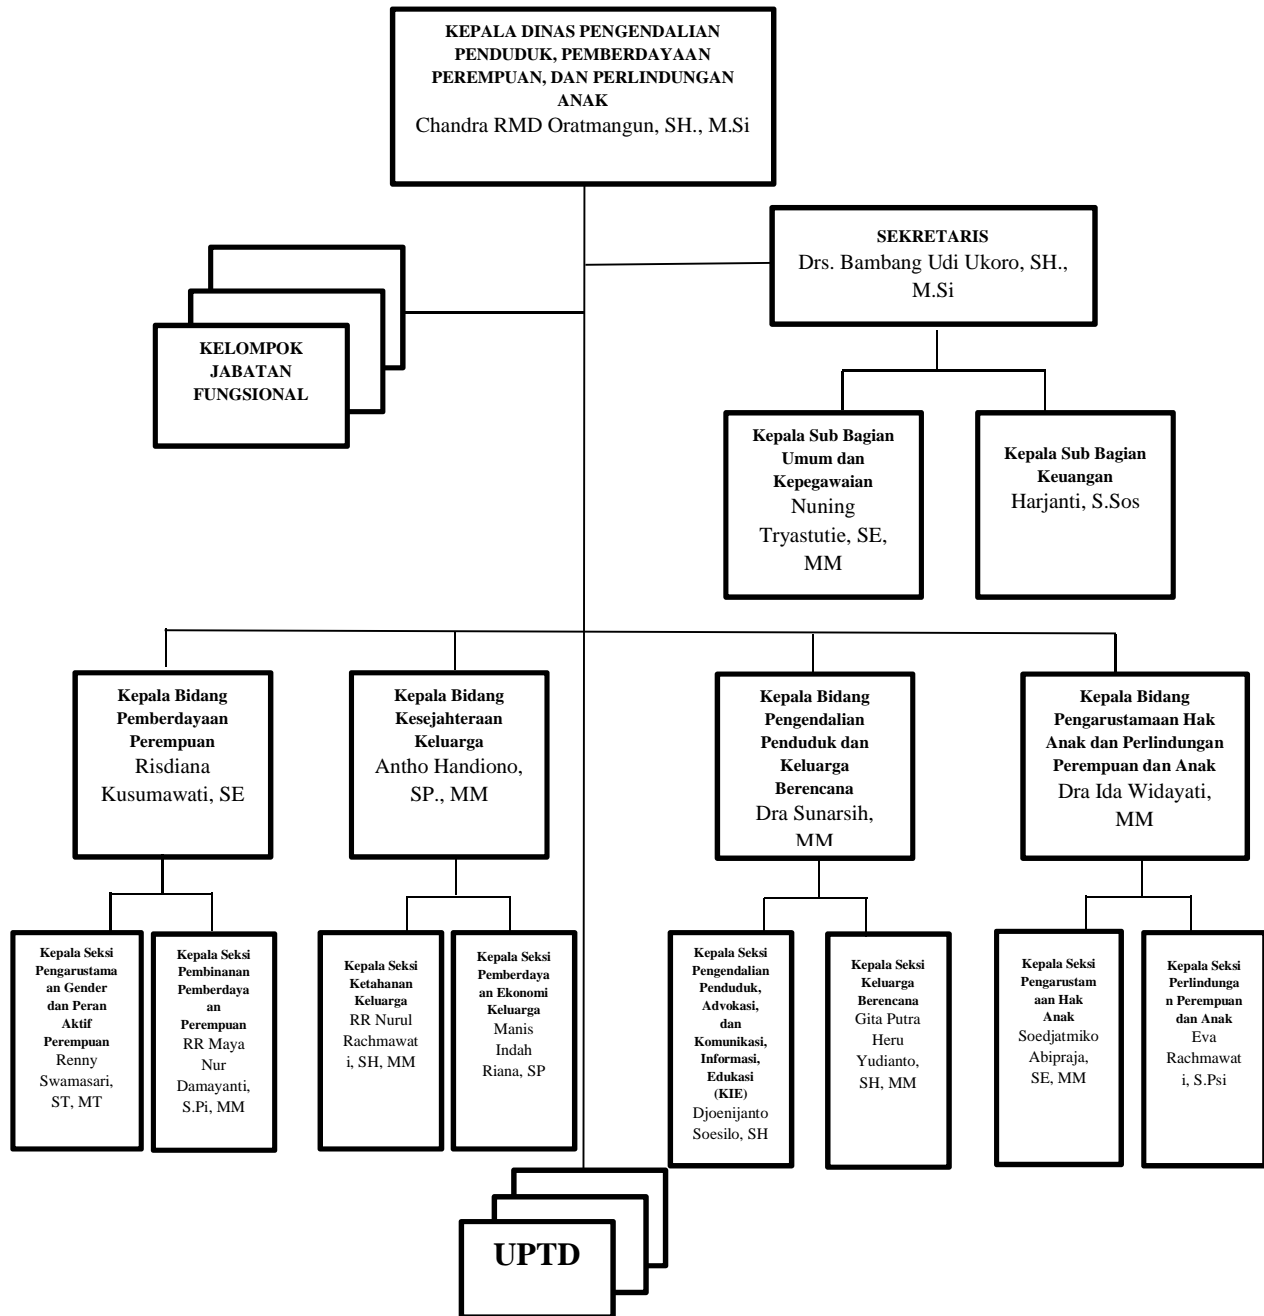 KEPALA DINAS PENGENDALIAN
PENDUDUK, PEMBERDAYAAN
PEREMPUAN, DAN PERLINDUNGAN
ANAK
Chandra RMD Oratmangun, SH., M.Si
SEKRETARIS
Drs. Bambang Udi Ukoro, SH.,
M.Si
KELOMPOK
JABATAN
FUNGSIONAL
Kepala Sub Bagian
Umum dan
Kepegawaian
Nuning
Tryastutie, SE,
MM
Kepala Sub Bagian
Keuangan
Harjanti, S.Sos
Kepala Bidang
Pemberdayaan
Perempuan
Risdiana
Kusumawati, SE
Kepala Bidang
Kesejahteraan
Keluarga
Antho Handiono,
SP., MM
Kepala Bidang
Pengendalian
Penduduk dan
Keluarga
Berencana
Dra Sunarsih,
MM
Kepala Bidang
Pengarustamaan Hak
Anak dan Perlindungan
Perempuan dan Anak
Dra Ida Widayati,
MM
Kepala Seksi
Pengarustama
an Gender
dan Peran
Aktif
Perempuan
Renny
Swamasari,
ST, MT
Kepala Seksi
Pembinanan
Pemberdaya
an
Perempuan
RR Maya
Nur
Damayanti,
S.Pi, MM
Kepala Seksi
Ketahanan
Keluarga
RR Nurul
Rachmawat
i, SH, MM
Kepala Seksi
Pemberdaya
an Ekonomi
Keluarga
Manis
Indah
Riana, SP
Kepala Seksi
Pengendalian
Penduduk,
Advokasi,
dan
Komunikasi,
Informasi,
Edukasi
(KIE)
Djoenijanto
Soesilo, SH
Kepala Seksi
Keluarga
Berencana
Gita Putra
Heru
Yudianto,
SH, MM
Kepala Seksi
Pengarustam
aan Hak
Anak
Soedjatmiko
Abipraja,
SE, MM
Kepala Seksi
Perlindunga
n Perempuan
dan Anak
Eva
Rachmawat
i, S.Psi
UPTD